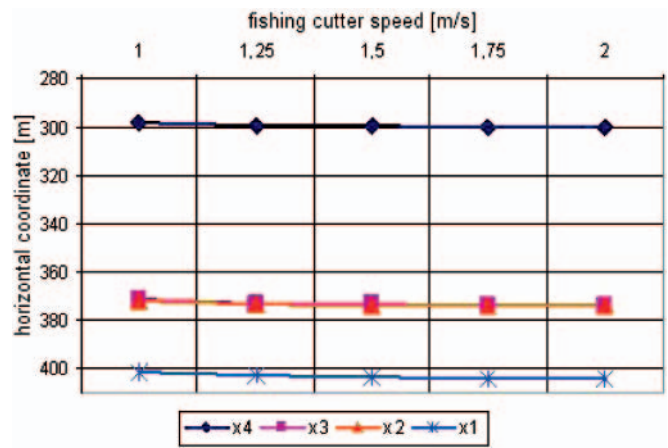 fishing cutter speed [m/s]
1 1,25 1,5 1,75 2
horizontal coordinate [m]
280
300
320
340
360
380
400
x4 x3 x2 x1